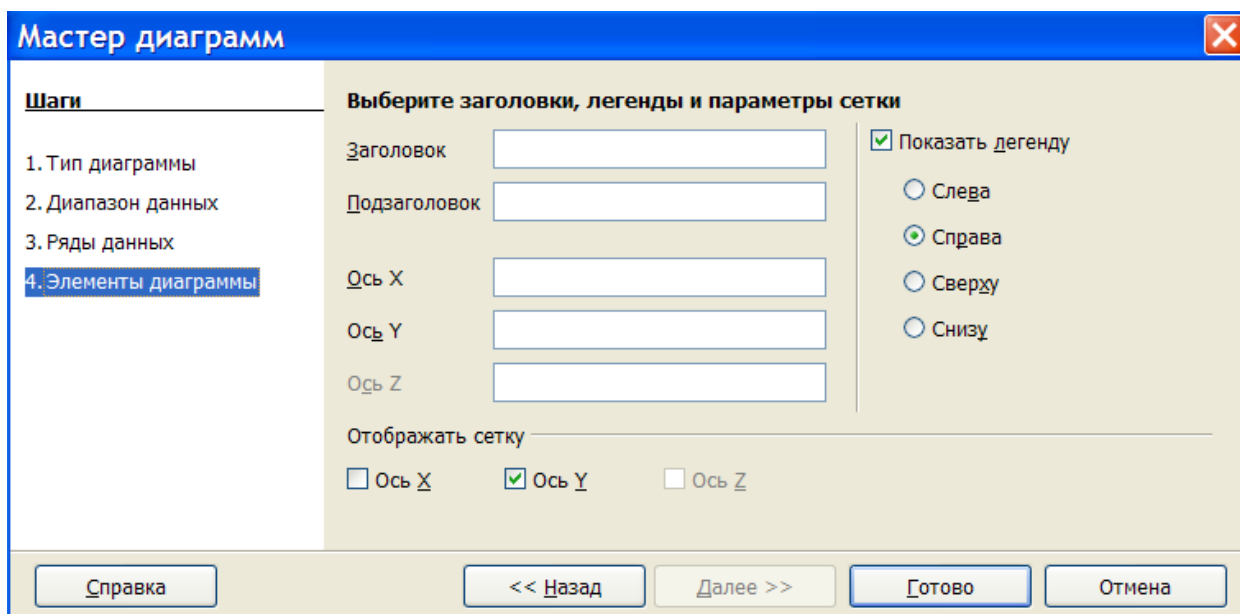 Мастер диаграмм
Шаги
1. Тип диаграммы
2. Диапазон данных
3. Ряды данных
4. Элементы диаграммы
Выберите заголовки, легенды и параметры сетки
Заголовок
Подзаголовок
Ось X
Ось Y
Ось Z
Показать легенду
Слева
Справа
Сверху
Снизу
Отображать сетку
Ось X Ось Y Ось Z
Справка << Назад Далее >> Готово Отмена